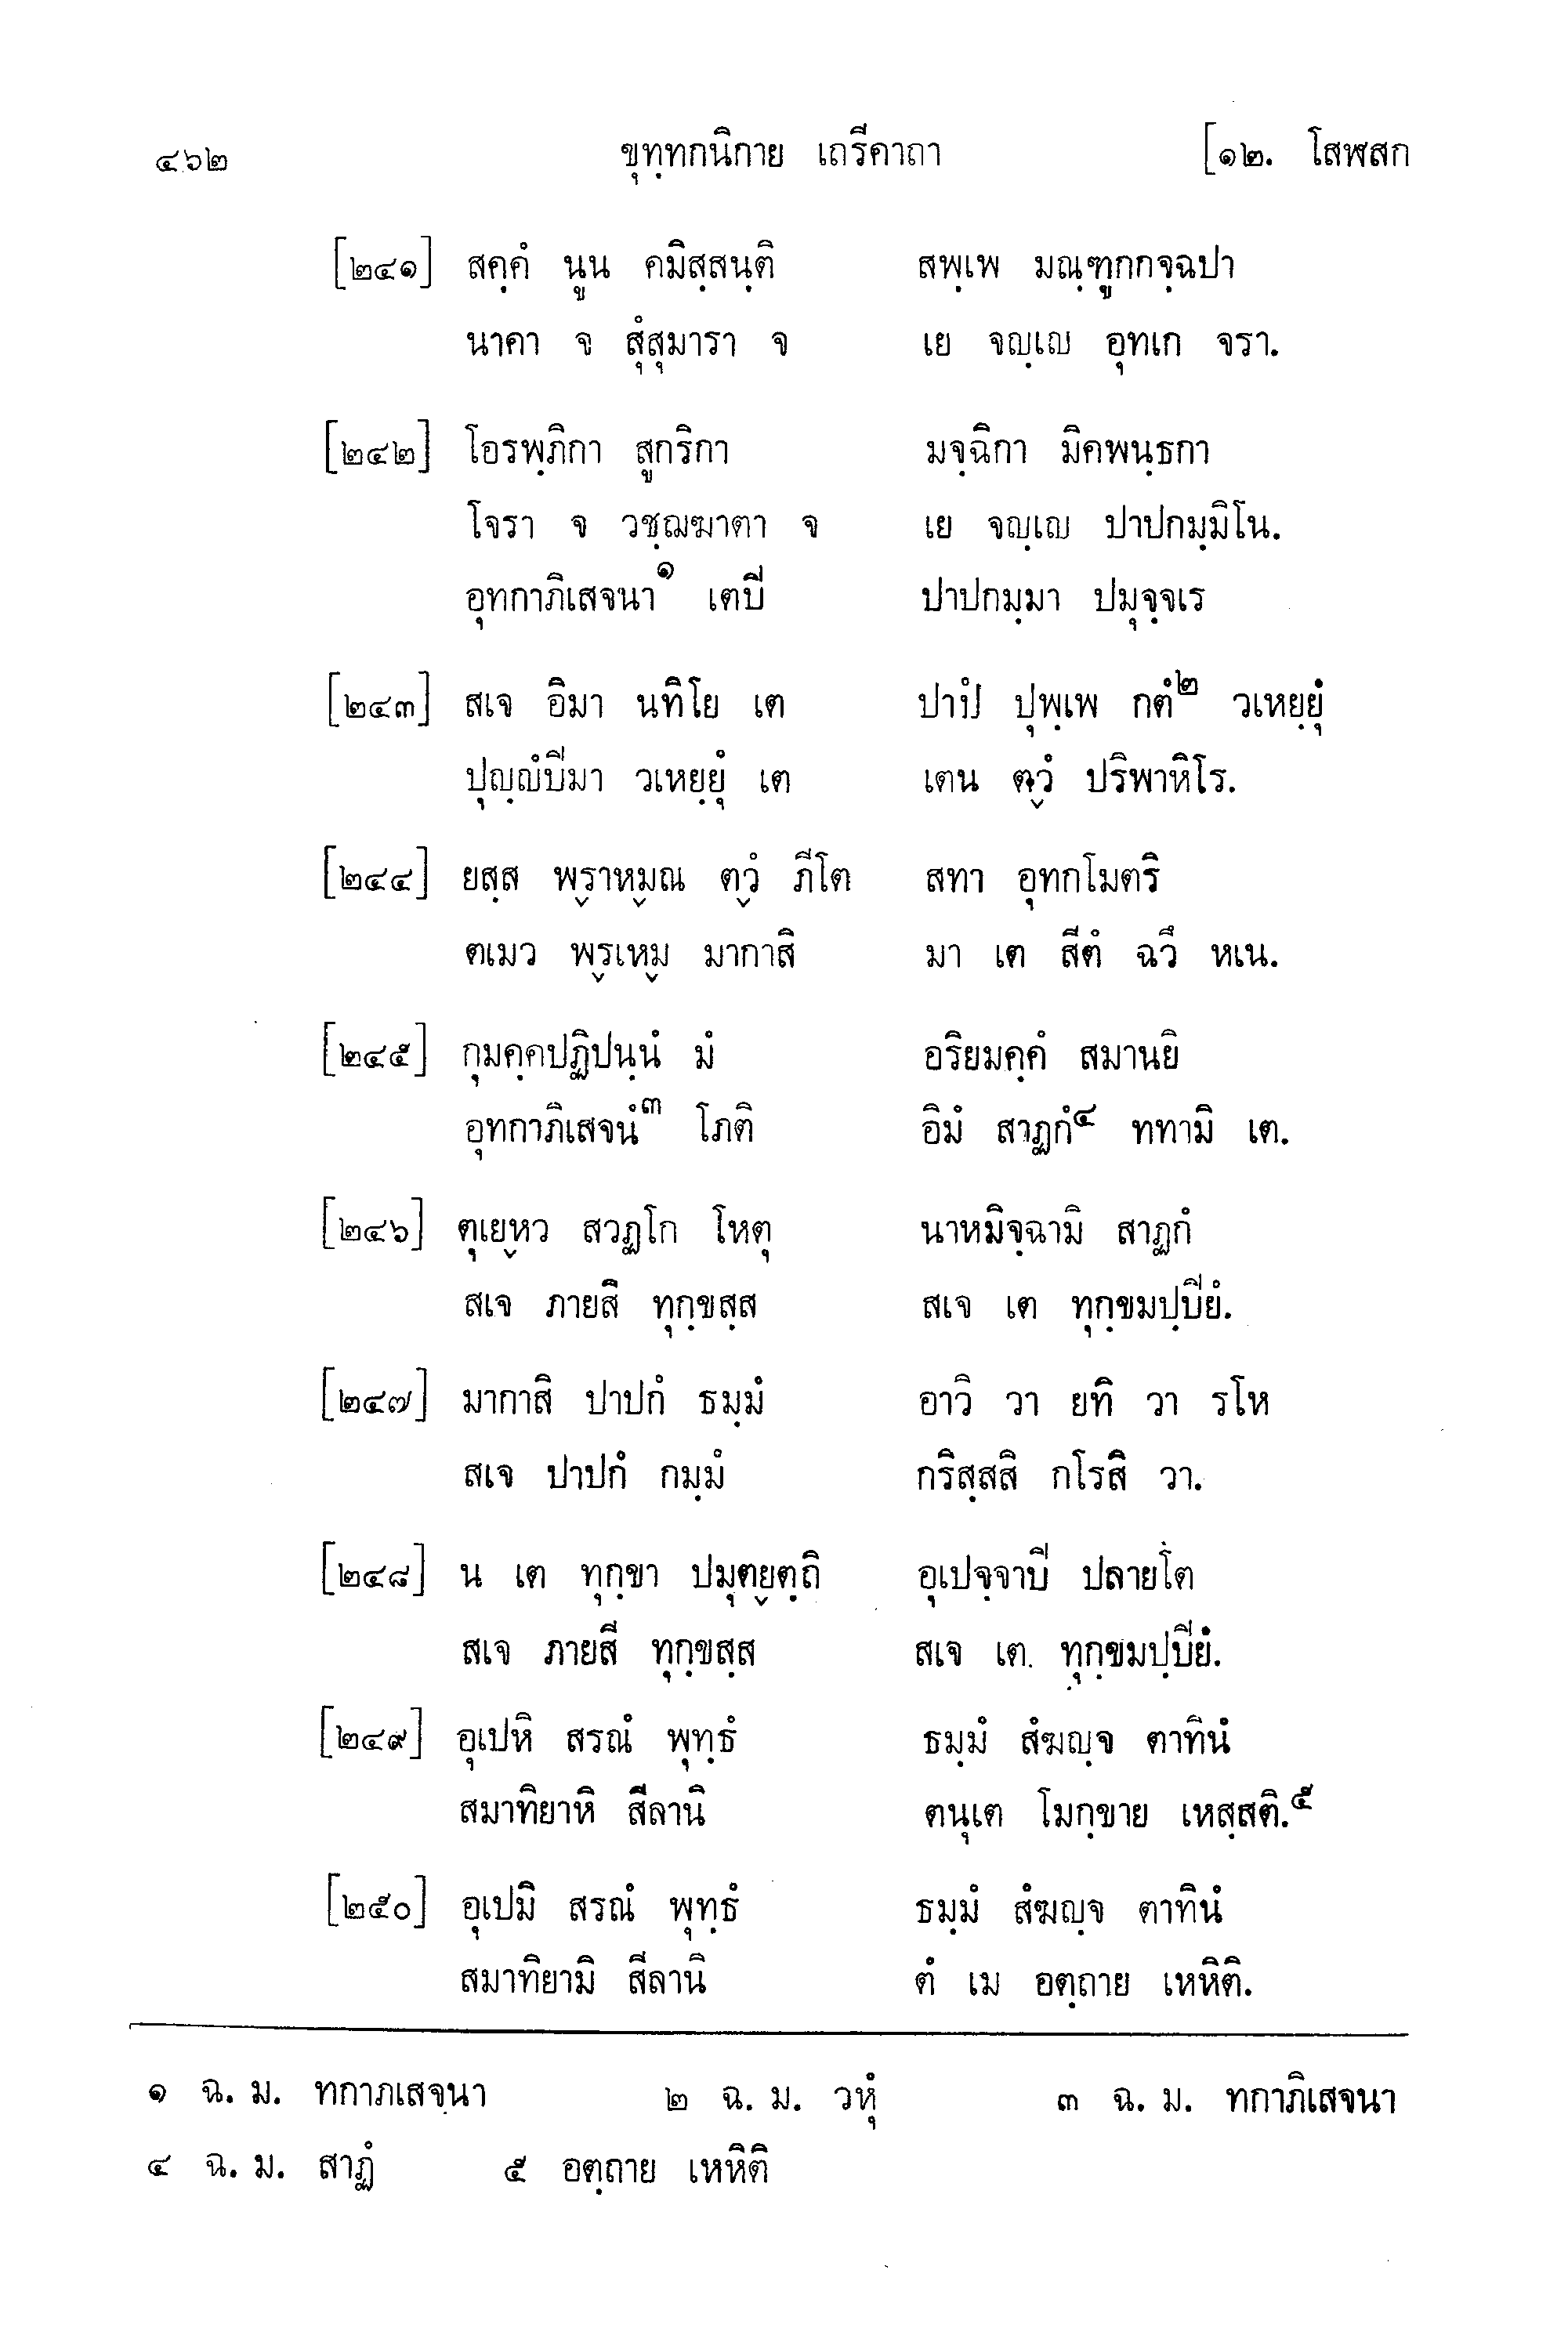 ๔๖๒ ขุทฺทกนิกาย เถรีคาถา [๑๒. โสฬสก
[๒๔๑] สคฺคํ นูน คมิสฺสนฺติ สพฺเพ มณฺฑูกกจฺฉปา
นาคา จ สุํสุมารา จ เย จญฺเญ อุทเก จรา.
[๒๔๒] โอรพฺภิกา สูกริกา มจฺฉิกา มิคพนฺธกา
โจรา จ วชฺฌฆาตา จ เย จญฺเญ ปาปกมฺมิโน.
อุทกาภิเสจนา๑ เตปิ ปาปกมฺมา ปมุจฺจเร
[๒๔๓] สเจ อิมา นทิโย เต ปาปํ ปุพฺเพ กตํ๒ วเหยฺยุํ
ปุญฺญํปิมา วเหยฺยุํ เต เตน ตฺวํ ปริพาหิโร.
[๒๔๔] ยสฺส พฺราหฺมณ ตฺวํ ภีโต สทา อุทกโมตริ
ตเมว พฺรเหฺม มากาสิ มา เต สีตํ ฉวึ หเน.
[๒๔๕] กุมคฺคปฏิปนฺนํ มํ อริยมคฺคํ สมานยิ
อุทกาภิเสจนํ๓ โภติ อิมํ สาฏกํ๔ ททามิ เต.
[๒๔๖] ตุเยฺหว สวฏโก โหตุ นาหมิจฺฉามิ สาฏกํ
สเจ ภายสิ ทุกฺขสฺส สเจ เต ทุกฺขมปฺปิยํ.
[๒๔๗] มากาสิ ปาปกํ ธมฺมํ อาวิ วา ยทิ วา รโห
สเจ ปาปกํ กมฺมํ กริสฺสสิ กโรสิ วา.
[๒๔๘] น เต ทุกฺขา ปมุตยฺตฺถิ อุเปจฺจาปิ ปลายโต
สเจ ภายสิ ทุกฺขสฺส สเจ เต ทุกฺขมปฺปิยํ.
[๒๔๙] อุเปหิ สรณํ พุทฺธํ ธมฺมํ สํฆญฺจ ตาทินํ
สมาทิยาหิ สีลานิ ตนฺเต โมกฺขาย เหสฺสติ.๕
[๒๕๐] อุเปมิ สรณํ พุทฺธํ ธมฺมํ สํฆญฺจ ตาทินํ
สมาทิยามิ สีลานิ ตํ เม อตฺถาย เหหิติ.
๑ ฉ. ม. ทกาภเสจนา ๒ ฉ. ม. วหุํ ๓ ฉ. ม. ทกาภิเสจนา
๔ ฉ. ม. สาฏํ ๕ อตฺถาย เหหิติ